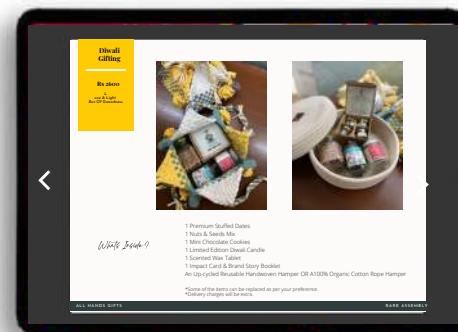 Diwali
Gifting
Rs 2600
& Light
Box Of Goodness
What's Inside?
1 Premium Stuffed Dates
1 Nuts & Seeds Mix
1 Mini Chocolate Cookies
1 Limited Edition Diwali Candle
1 Scented Wax Tablet
1 Impact Card & Brand Story Booklet
An Up-cycled Reusable Handwoven Hamper OR A100% Organic Cotton Rope Hamper
*Some of the items can be replaced as per your preference.
*Delivery charges will be extra.
ALL HANDS GIFTS
RARE ASSEMBLY